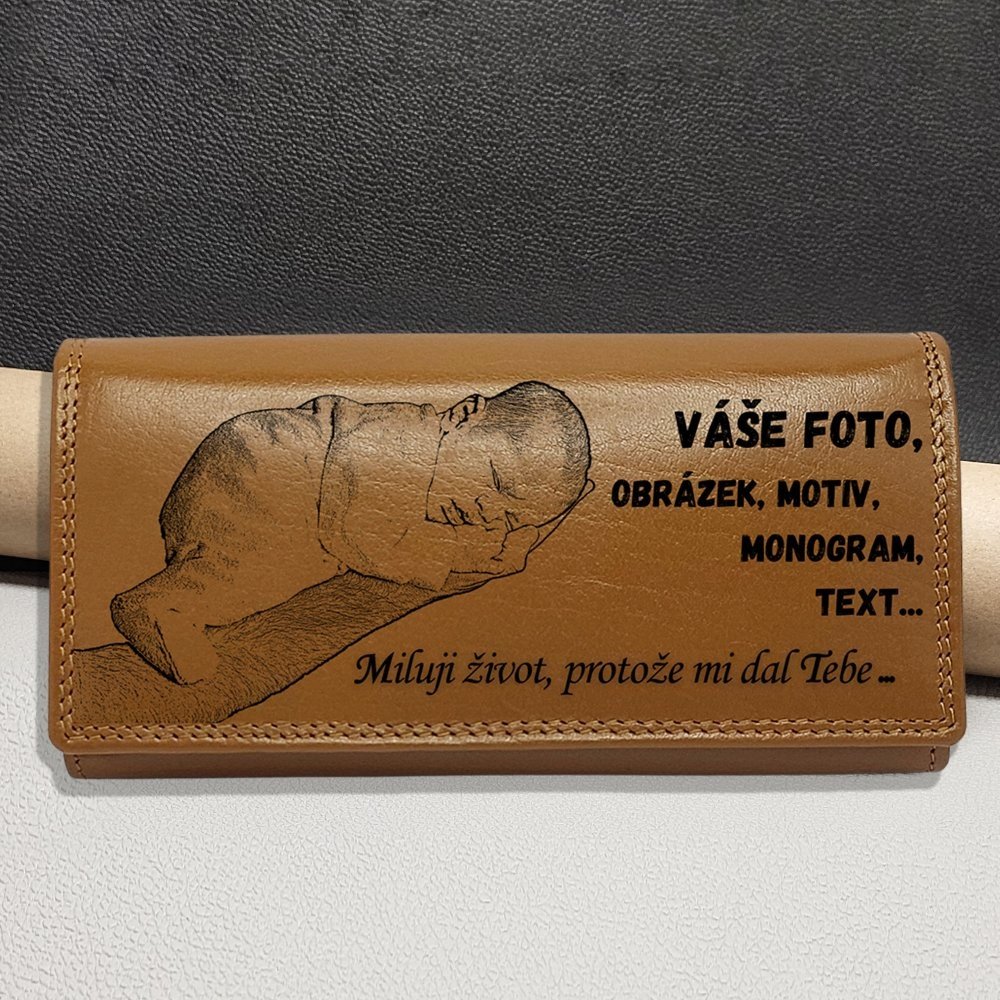 VÁŠE FOTO,
OBRÁZEK, MOTIV,
MONOGRAM,
TEXT...
Miluji život, protože mi dal Tebe...